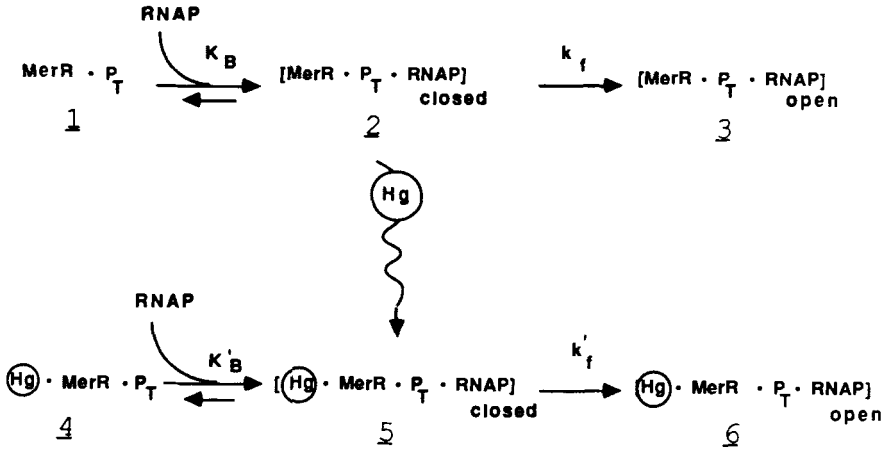 RNAP
K_B
k_f
MerR · P_T
[MerR · P_T · RNAP] closed
[MerR · P_T · RNAP] open
1
2
3
Hg
RNAP
K'_B
k'_f
Hg · MerR · P_T
[Hg · MerR · P_T · RNAP] closed
Hg · MerR · P_T · RNAP] open
4
5
6